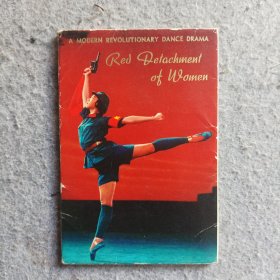 A MODERN REVOLUTIONARY DANCE DRAMA
Red Detachment
of Women